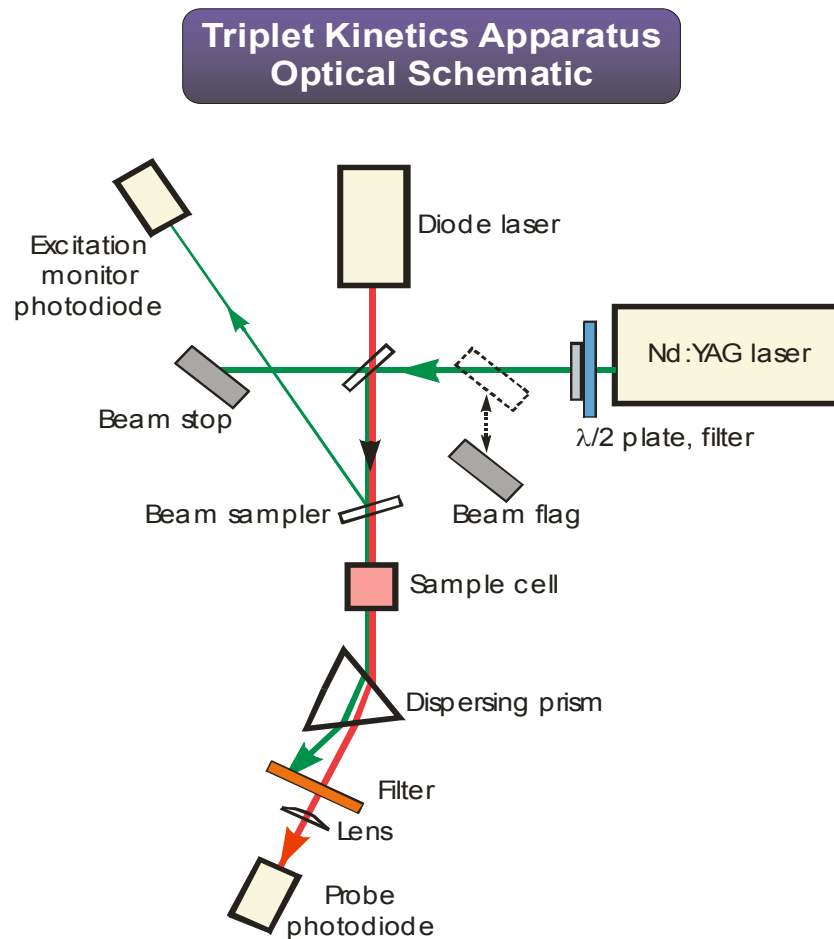 Triplet Kinetics Apparatus
Optical Schematic
Diode laser
Excitation
monitor
photodiode
Nd:YAG laser
Beam stop
λ/2 plate, filter
Beam sampler
Beam flag
Sample cell
Dispersing prism
Filter
Lens
Probe
photodiode